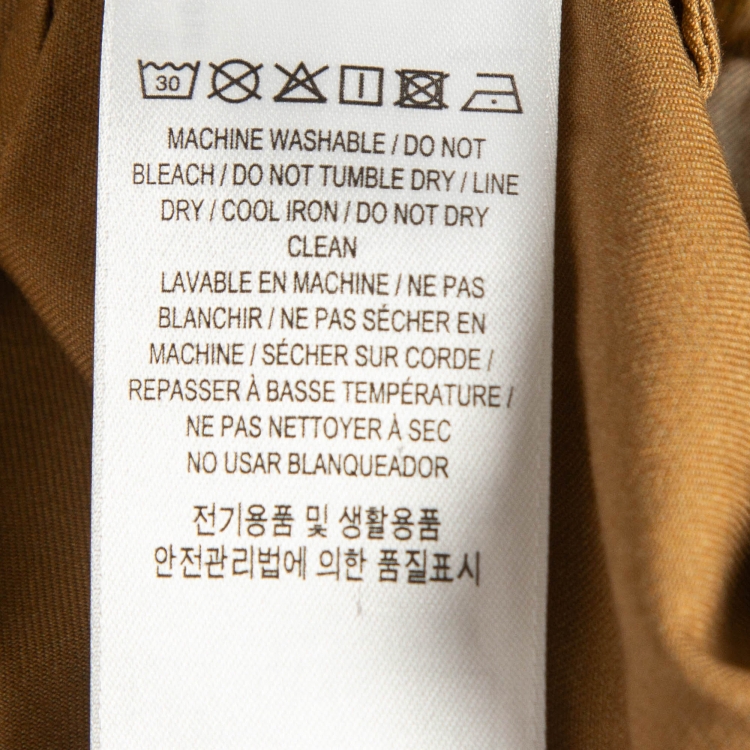 30
MACHINE WASHABLE / DO NOT
BLEACH / DO NOT TUMBLE DRY / LINE
DRY / COOL IRON / DO NOT DRY
CLEAN
LAVABLE EN MACHINE / NE PAS
BLANCHIR / NE PAS SÉCHER EN
MACHINE / SÉCHER SUR CORDE /
REPASSER À BASSE TEMPÉRATURE /
NE PAS NETTOYER À SEC
NO USAR BLANQUEADOR
전기용품 및 생활용품
안전관리법에 의한 품질표시